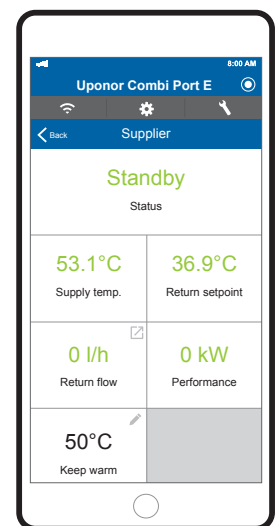 8:00 AM
Uponor Combi Port E
Back
Supplier
Standby
Status
53.1°C
36.9°C
Supply temp.
Return setpoint
0 l/h
0 kW
Return flow
Performance
50°C
Keep warm